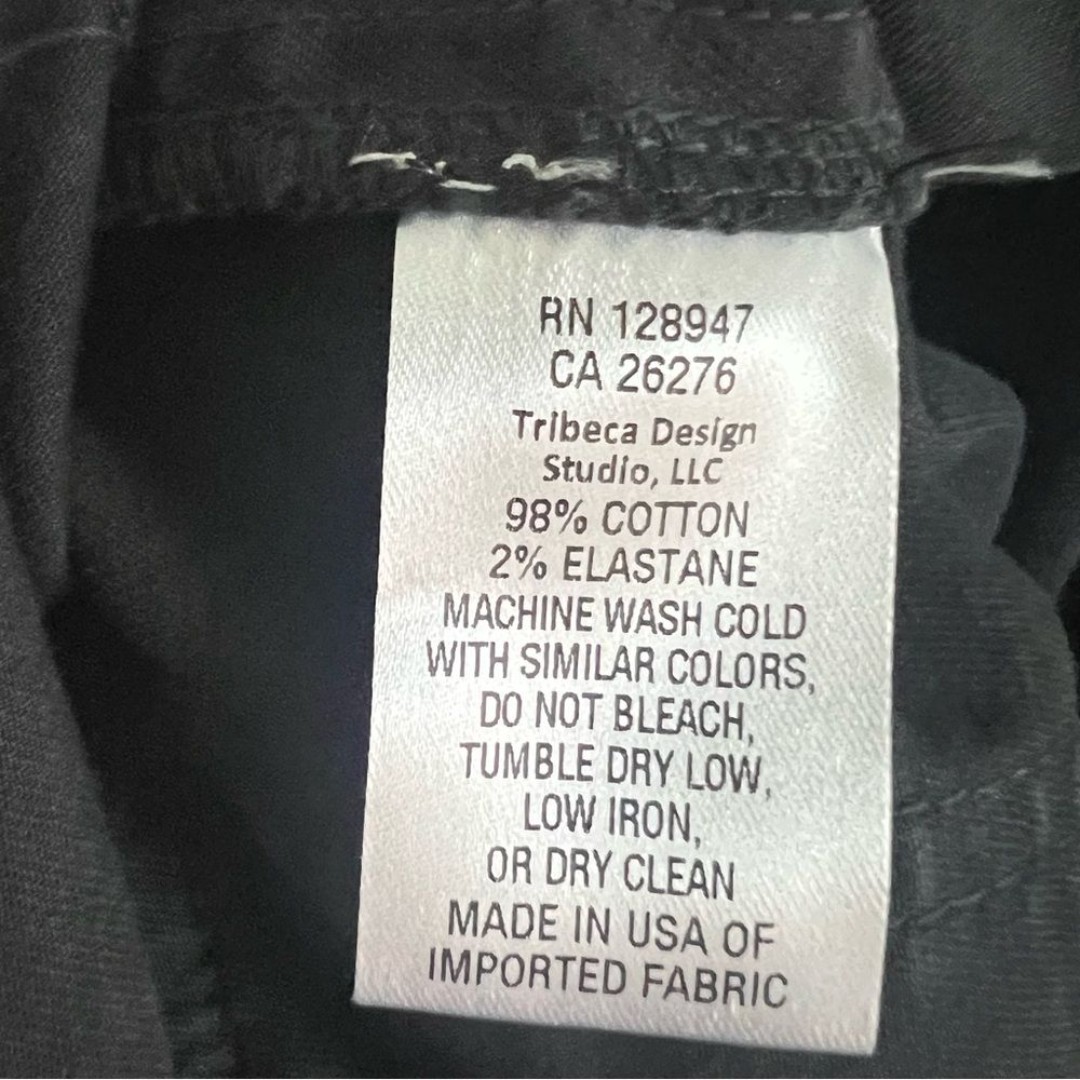 RN 128947
CA 26276
Tribeca Design
Studio, LLC
98% COTTON
2% ELASTANE
MACHINE WASH COLD
WITH SIMILAR COLORS,
DO NOT BLEACH,
TUMBLE DRY LOW,
LOW IRON,
OR DRY CLEAN
MADE IN USA OF
IMPORTED FABRIC